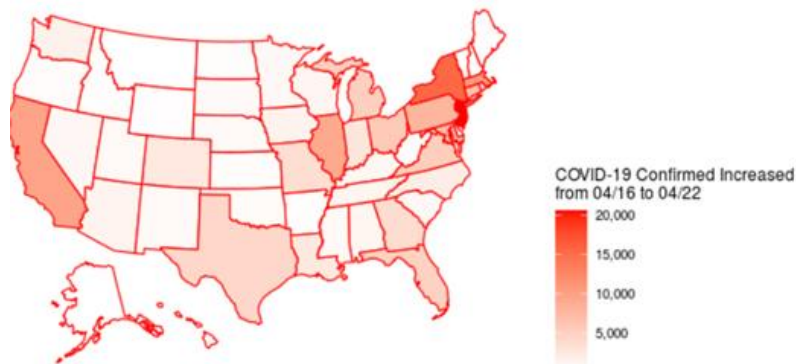 COVID-19 Confirmed Increased
from 04/16 to 04/22
20,000
15,000
10,000
5,000